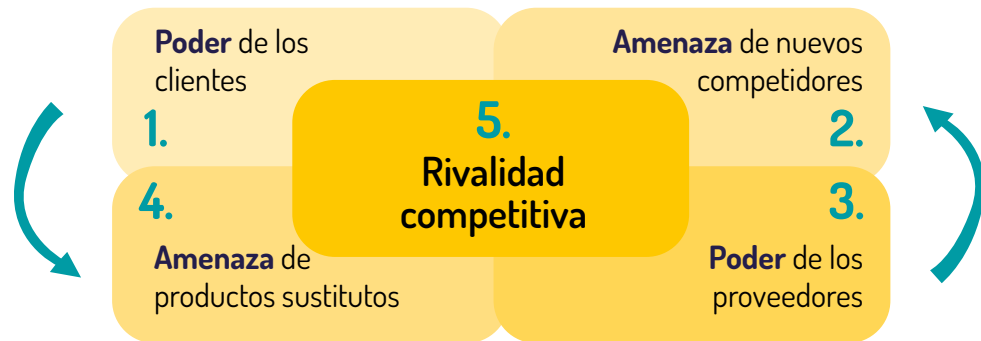 Poder de los
clientes
1.
Amenaza de nuevos
competidores
2.
5.
Rivalidad
competitiva
4.
Amenaza de
productos sustitutos
3.
Poder de los
proveedores